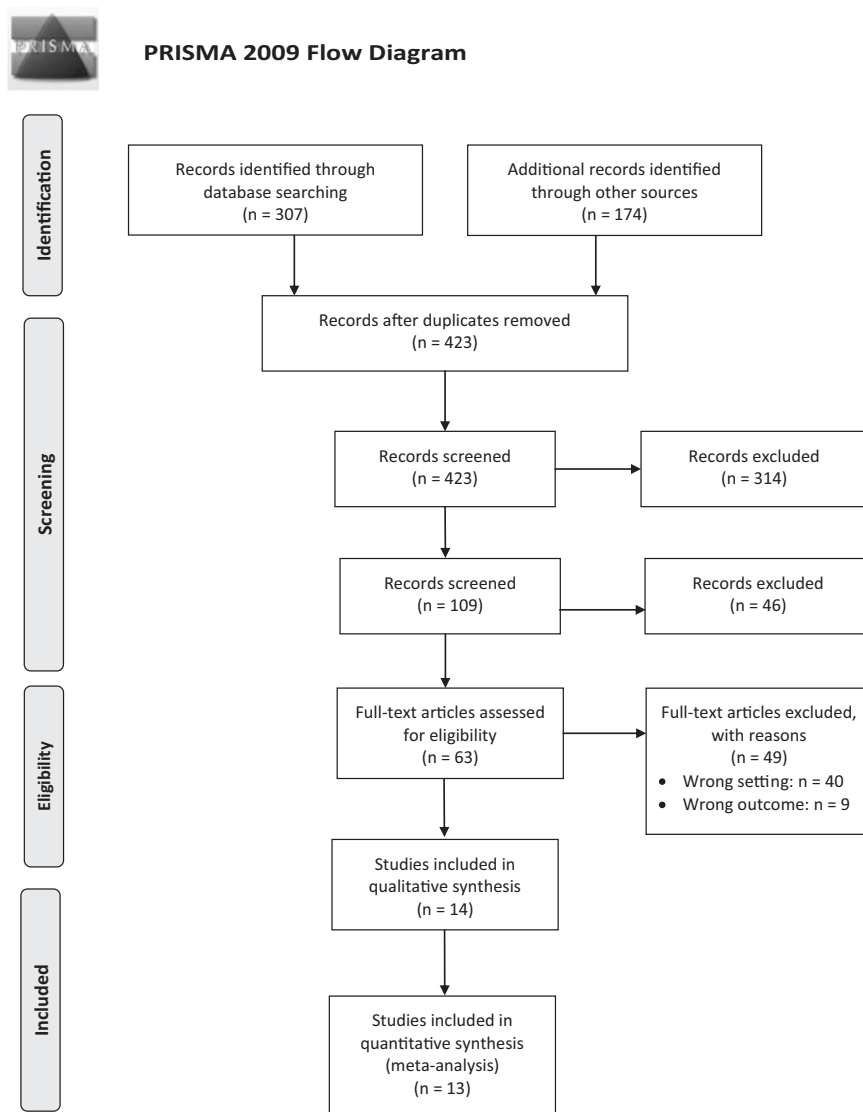 PRISMA
PRISMA 2009 Flow Diagram
Identification
Records identified through
database searching
(n = 307)
Additional records identified
through other sources
(n = 174)
Records after duplicates removed
(n = 423)
Screening
Records screened
(n = 423)
Records excluded
(n = 314)
Records screened
(n = 109)
Records excluded
(n = 46)
Eligibility
Full-text articles assessed
for eligibility
(n = 63)
Full-text articles excluded,
with reasons
(n = 49)
• Wrong setting: n = 40
• Wrong outcome: n = 9
Studies included in
qualitative synthesis
(n = 14)
Included
Studies included in
quantitative synthesis
(meta-analysis)
(n = 13)